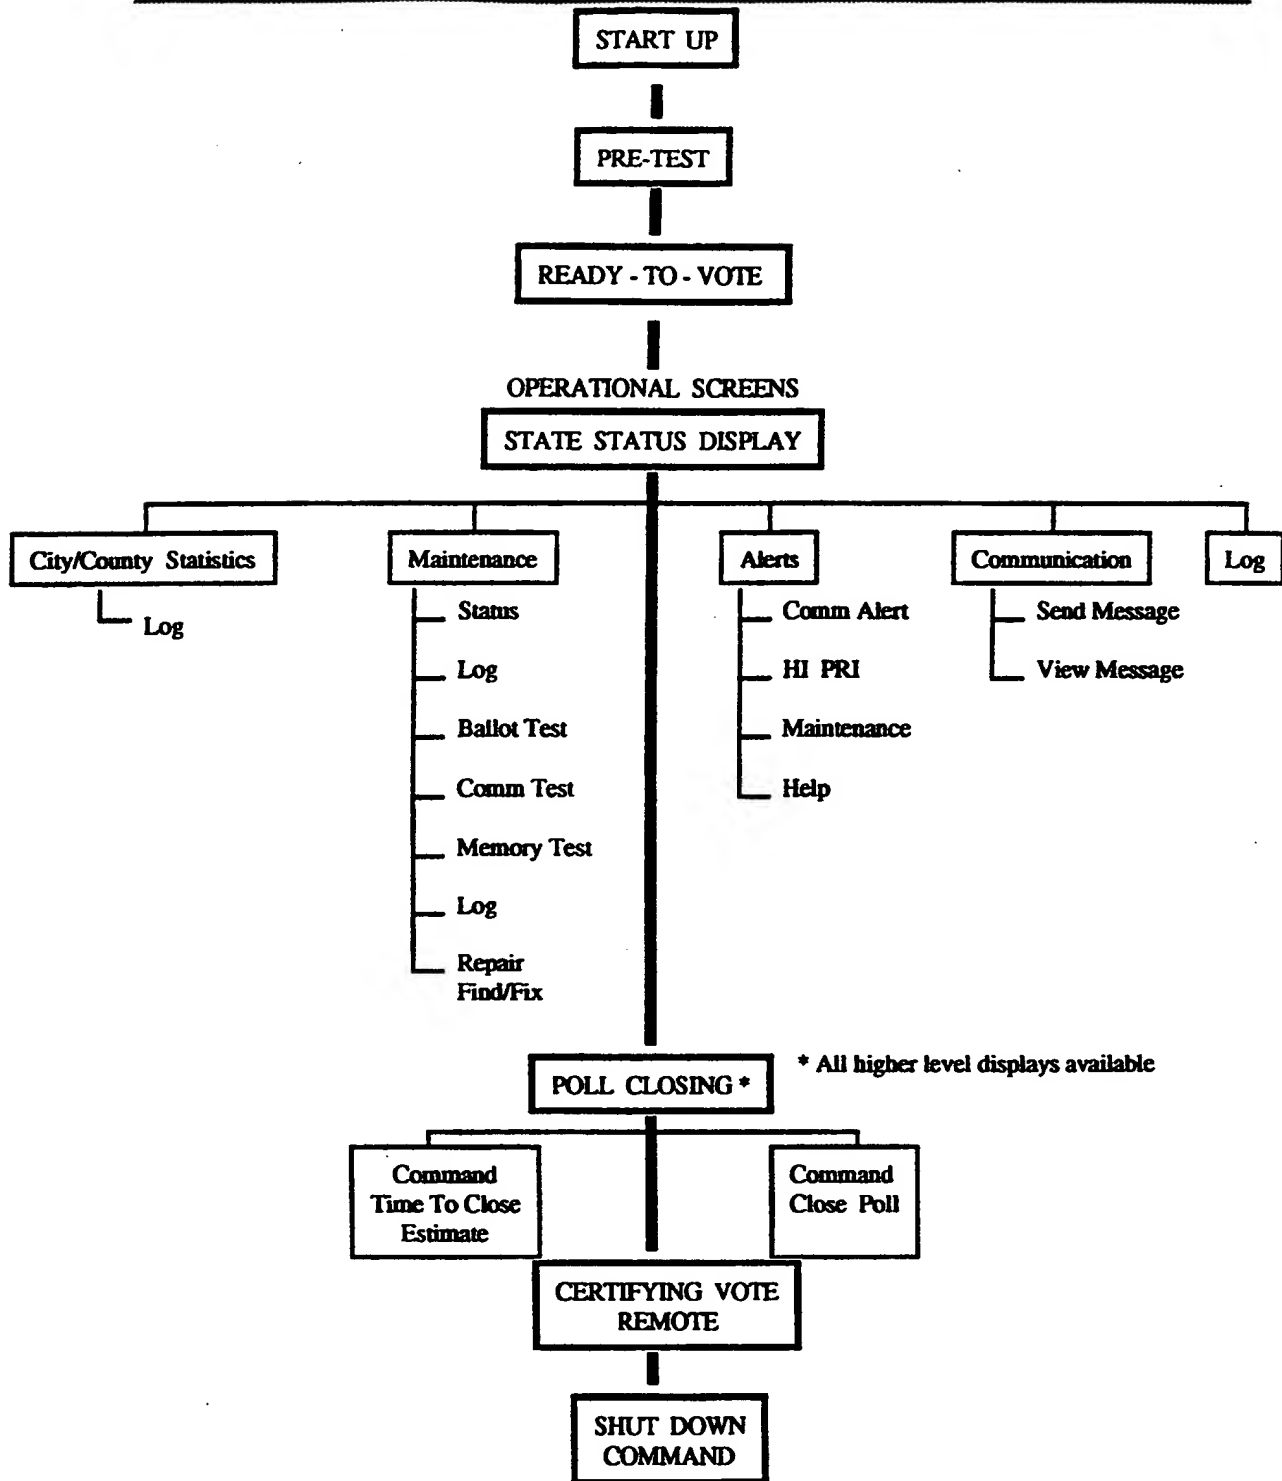 START UP
PRE-TEST
READY - TO - VOTE
OPERATIONAL SCREENS
STATE STATUS DISPLAY
City/County Statistics
Log
Maintenance
Status
Log
Ballot Test
Comm Test
Memory Test
Log
Repair
Find/Fix
Alerts
Comm Alert
HI PRI
Maintenance
Help
Communication
Send Message
View Message
Log
POLL CLOSING *
* All higher level displays available
Command
Time To Close
Estimate
Command
Close Poll
CERTIFYING VOTE
REMOTE
SHUT DOWN
COMMAND